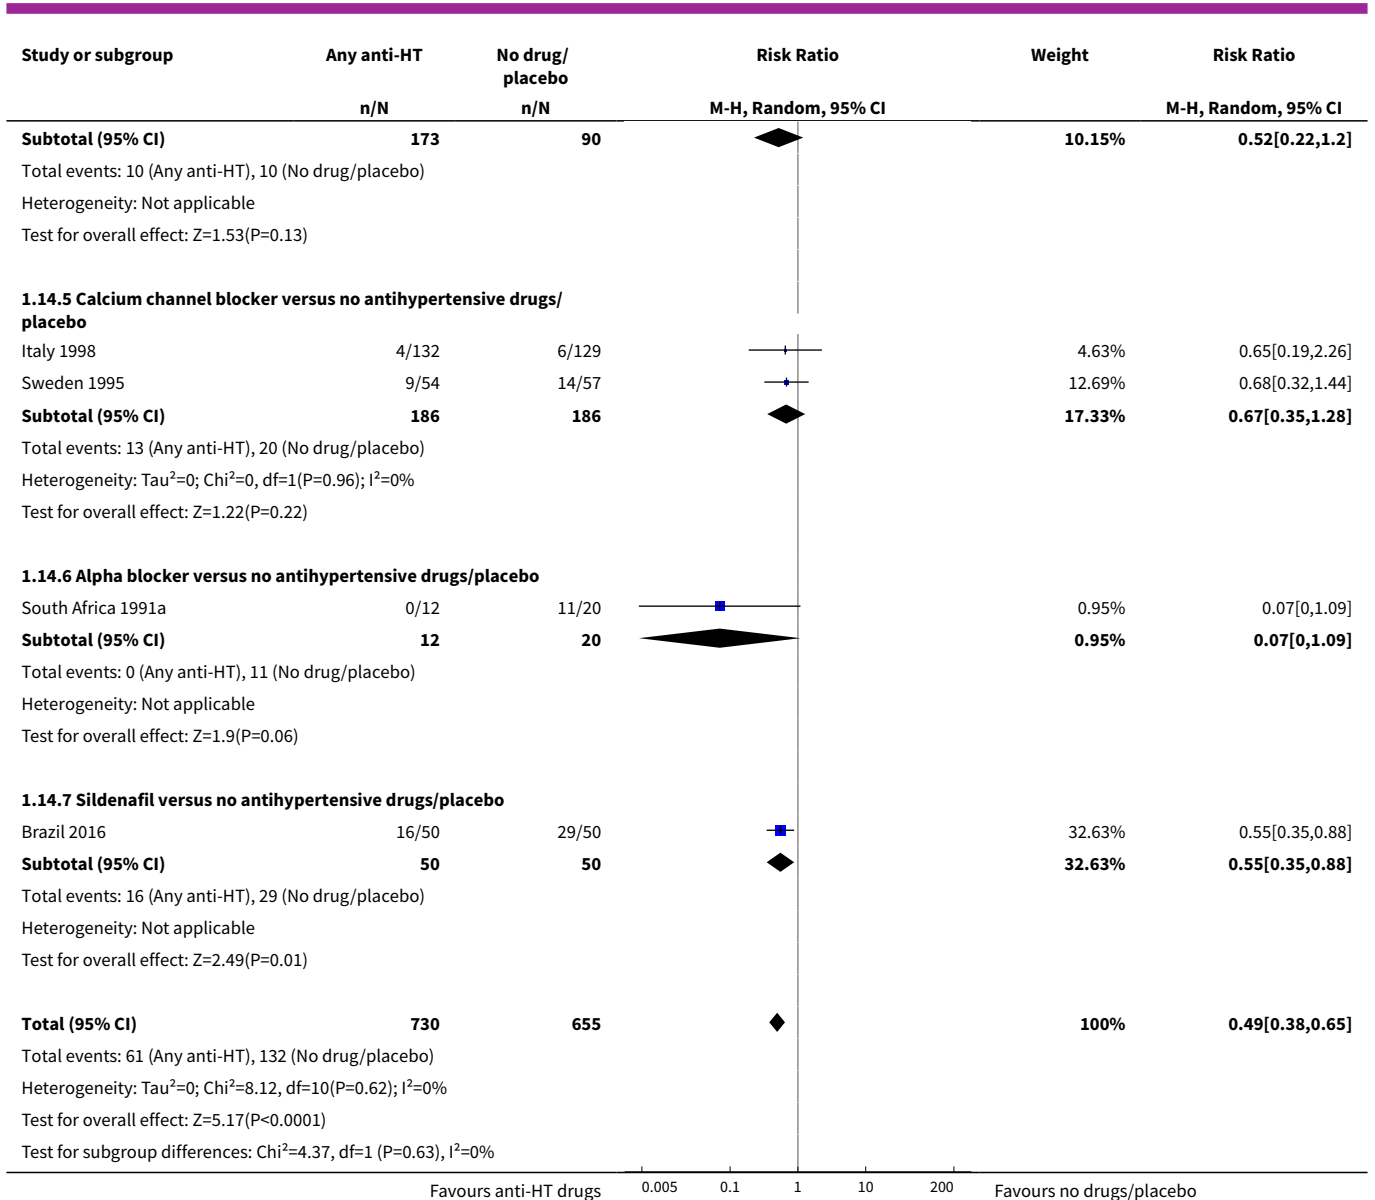 Study or subgroup Any anti-HT No drug/ Risk Ratio Weight Risk Ratio
placebo
n/N n/N M-H, Random, 95% CI M-H, Random, 95% CI
Subtotal (95% CI) 173 90 10.15% 0.52[0.22,1.2]
Total events: 10 (Any anti-HT), 10 (No drug/placebo)
Heterogeneity: Not applicable
Test for overall effect: Z=1.53(P=0.13)
1.14.5 Calcium channel blocker versus no antihypertensive drugs/
placebo
Italy 1998 4/132 6/129 4.63% 0.65[0.19,2.26]
Sweden 1995 9/54 14/57 12.69% 0.68[0.32,1.44]
Subtotal (95% CI) 186 186 17.33% 0.67[0.35,1.28]
Total events: 13 (Any anti-HT), 20 (No drug/placebo)
Heterogeneity: Tau²=0; Chi²=0, df=1(P=0.96); I²=0%
Test for overall effect: Z=1.22(P=0.22)
1.14.6 Alpha blocker versus no antihypertensive drugs/placebo
South Africa 1991a 0/12 11/20 0.95% 0.07[0,1.09]
Subtotal (95% CI) 12 20 0.95% 0.07[0,1.09]
Total events: 0 (Any anti-HT), 11 (No drug/placebo)
Heterogeneity: Not applicable
Test for overall effect: Z=1.9(P=0.06)
1.14.7 Sildenafil versus no antihypertensive drugs/placebo
Brazil 2016 16/50 29/50 32.63% 0.55[0.35,0.88]
Subtotal (95% CI) 50 50 32.63% 0.55[0.35,0.88]
Total events: 16 (Any anti-HT), 29 (No drug/placebo)
Heterogeneity: Not applicable
Test for overall effect: Z=2.49(P=0.01)
Total (95% CI) 730 655 100% 0.49[0.38,0.65]
Total events: 61 (Any anti-HT), 132 (No drug/placebo)
Heterogeneity: Tau²=0; Chi²=8.12, df=10(P=0.62); I²=0%
Test for overall effect: Z=5.17(P<0.0001)
Test for subgroup differences: Chi²=4.37, df=1 (P=0.63), I²=0%
Favours anti-HT drugs 0.005 0.1 1 10 200 Favours no drugs/placebo